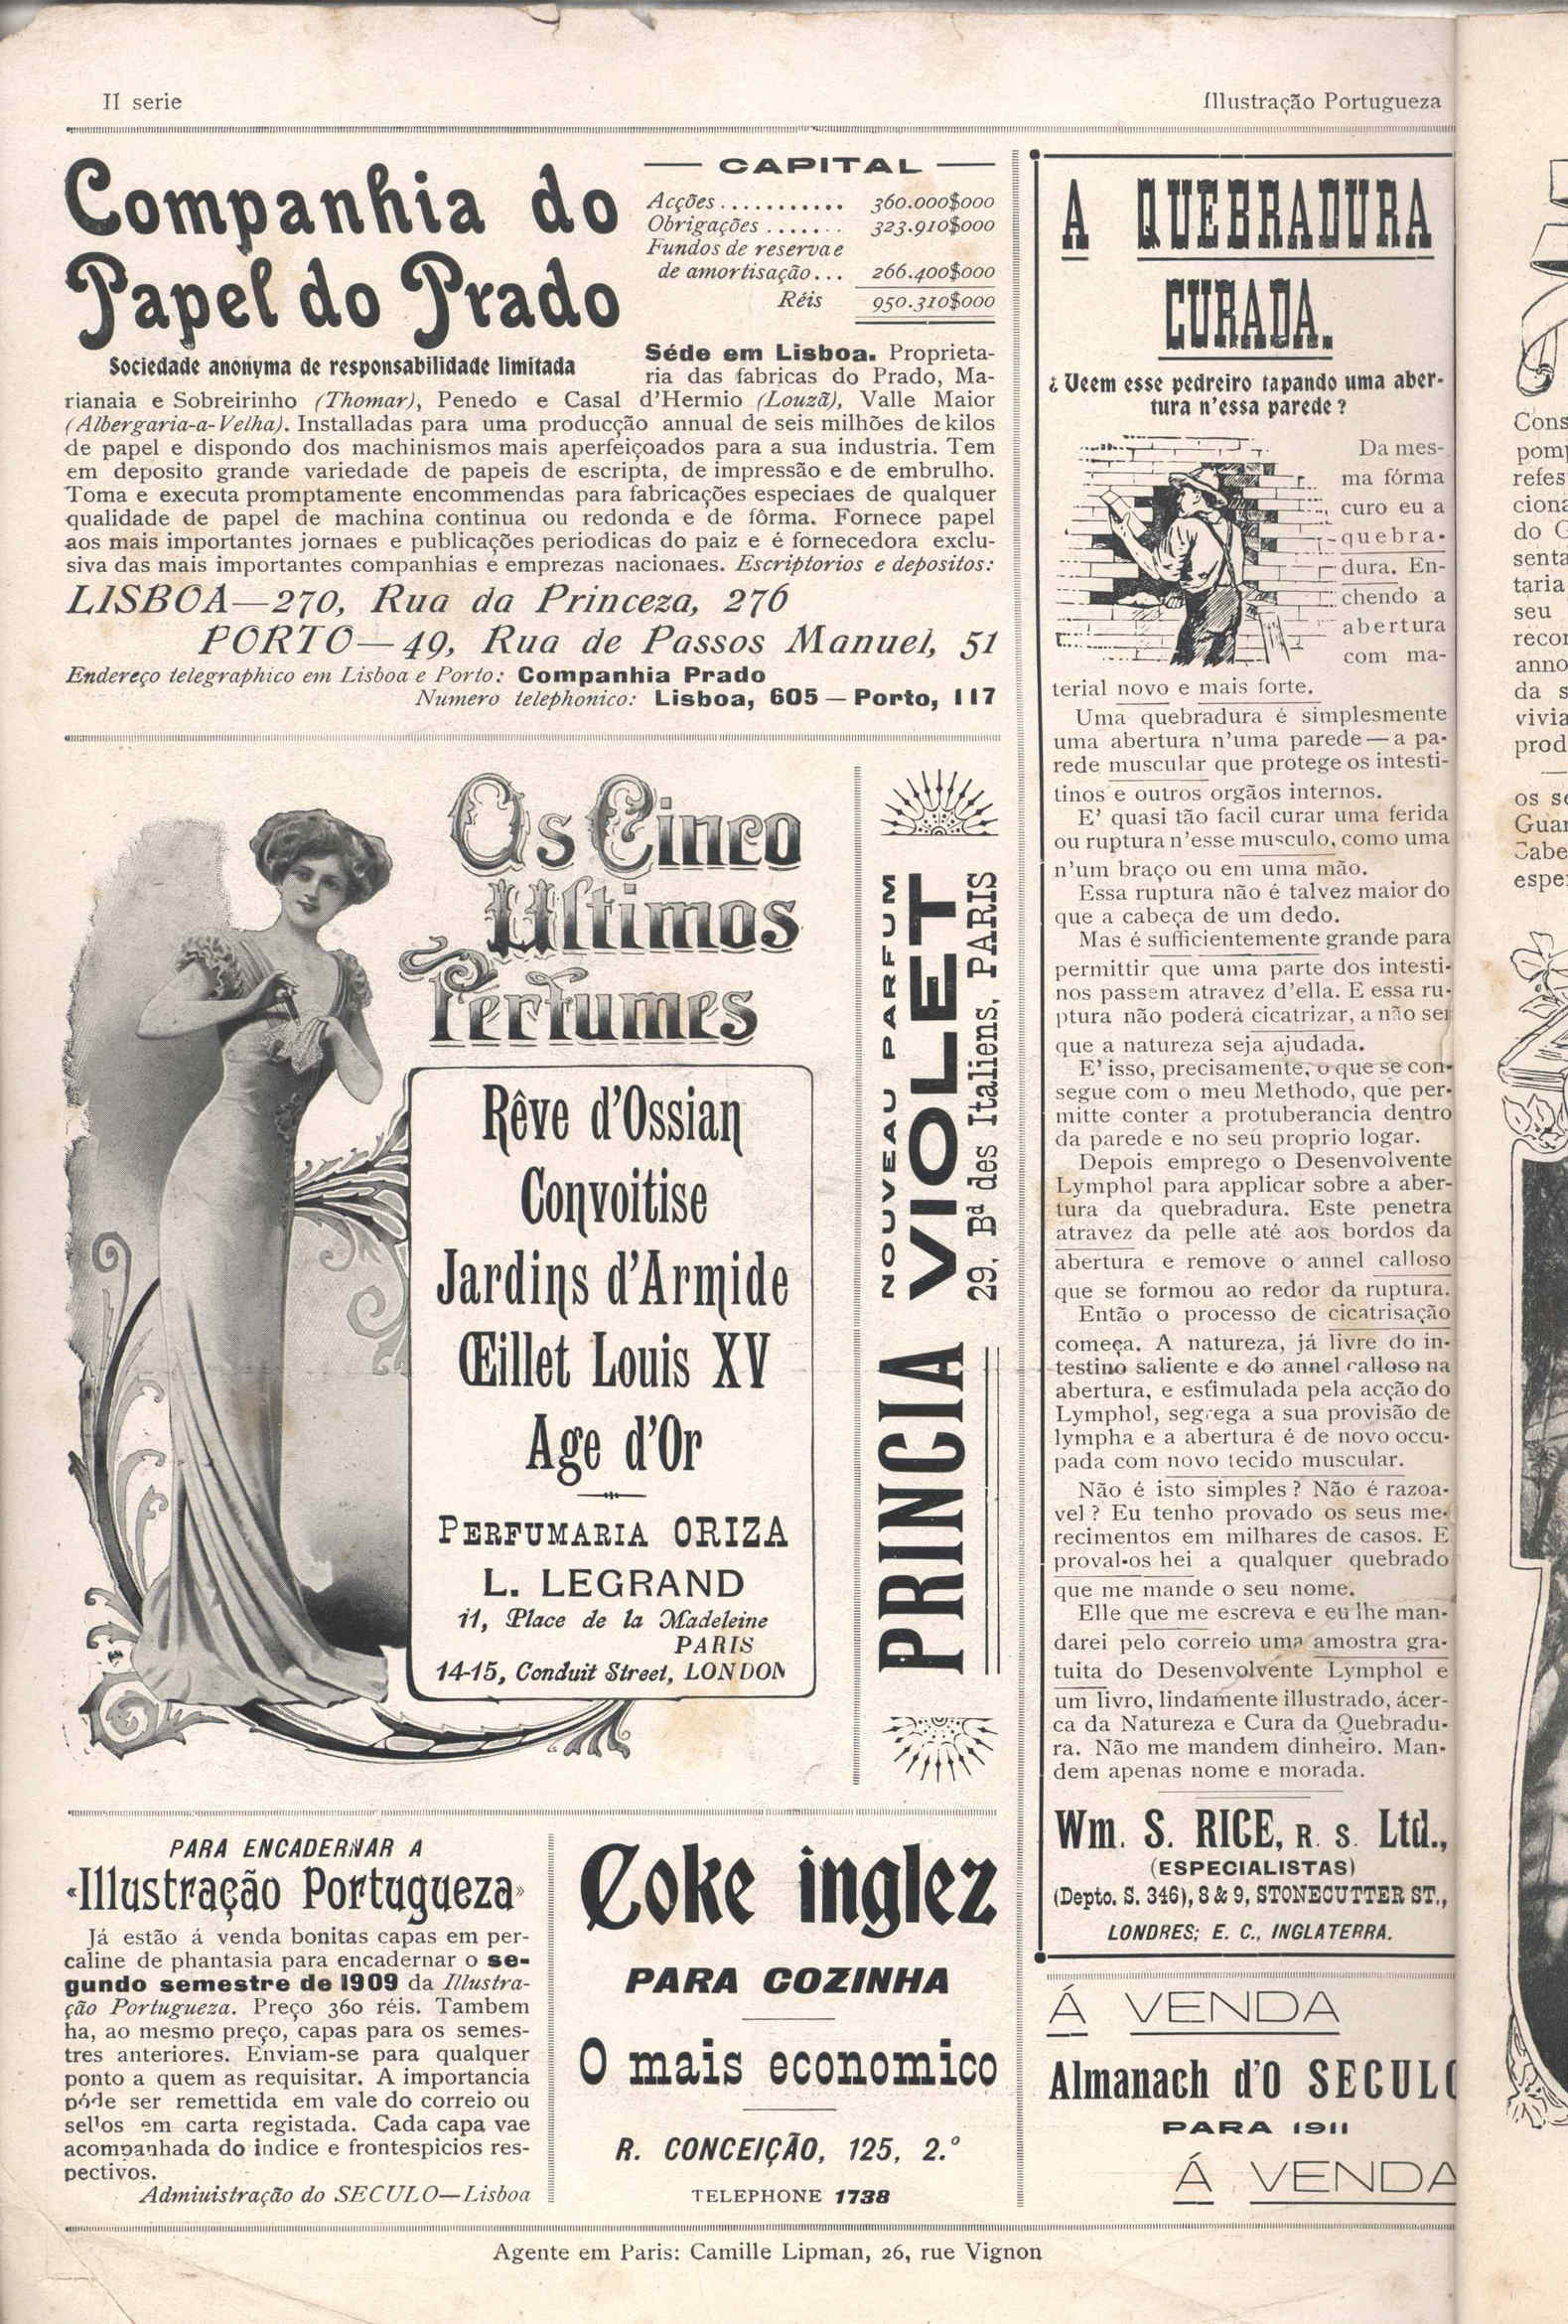 II serie
Illustração Portugueza
Companhia do
Papel do Prado
Sociedade anonyma de responsabilidade limitada
CAPITAL
Acções........... 360.000$000
Obrigações....... 323.910$000
Fundos de reserva e
de amortisação... 266.400$000
Réis 950.310$000
Séde em Lisboa. Proprieta-
ria das fabricas do Prado, Ma-
rianaia e Sobreirinho (Thomar), Penedo e Casal d'Hermio (Louzã), Valle Maior
(Albergaria-a-Velha). Installadas para uma producção annual de seis milhões de kilos
de papel e dispondo dos machinismos mais aperfeiçoados para a sua industria. Tem
em deposito grande variedade de papeis de escripta, de impressão e de embrulho.
Toma e executa promptamente encommendas para fabricações especiaes de qualquer
qualidade de papel de machina continua ou redonda e de fôrma. Fornece papel
aos mais importantes jornaes e publicações periodicas do paiz e é fornecedora exclu-
siva das mais importantes companhias e emprezas nacionaes. Escriptorios e depositos:
LISBOA—270, Rua da Princeza, 276
PORTO—49, Rua de Passos Manuel, 51
Endereço telegraphico em Lisboa e Porto: Companhia Prado
Numero telephonico: Lisboa, 605 — Porto, 117
Os Cinco
Ultimos
Perfumes
Rêve d'Ossian
Convoitise
Jardins d'Armide
Œillet Louis XV
Age d'Or
PERFUMARIA ORIZA
L. LEGRAND
11, Place de la Madeleine
PARIS
14-15, Conduit Street, LONDON
PRINCIA
NOUVEAU PARFUM
VIOLET
29, Bd des Italiens, PARIS
PARA ENCADERNAR A
«Illustração Portugueza»
Já estão á venda bonitas capas em per-
caline de phantasia para encadernar o se-
gundo semestre de 1909 da Illustra-
ção Portugueza. Preço 360 réis. Tambem
ha, ao mesmo preço, capas para os semes-
tres anteriores. Enviam-se para qualquer
ponto a quem as requisitar. A importancia
póde ser remettida em vale do correio ou
sellos em carta registada. Cada capa vae
acompanhada do indice e frontespicios res-
pectivos.
Admiuistração do SECULO—Lisboa
Coke inglez
PARA COZINHA
O mais economico
R. CONCEIÇÃO, 125, 2.º
TELEPHONE 1738
A QUEBRADURA
CURADA.
¿ Veem esse pedreiro tapando uma aber-
tura n'essa parede?
Da mes-
ma fórma
curo eu a
quebra-
dura. En-
chendo a
abertura
com ma-
terial novo e mais forte.
Uma quebradura é simplesmente
uma abertura n'uma parede—a pa-
rede muscular que protege os intesti-
tinos e outros orgãos internos.
E' quasi tão facil curar uma ferida
ou ruptura n'esse musculo, como uma
n'um braço ou em uma mão.
Essa ruptura não é talvez maior do
que a cabeça de um dedo.
Mas é sufficientemente grande para
permittir que uma parte dos intesti-
nos passem atravez d'ella. E essa ru-
ptura não poderá cicatrizar, a não ser
que a natureza seja ajudada.
E' isso, precisamente, o que se con-
segue com o meu Methodo, que per-
mitte conter a protuberancia dentro
da parede e no seu proprio logar.
Depois emprego o Desenvolvente
Lymphol para applicar sobre a aber-
tura da quebradura. Este penetra
atravez da pelle até aos bordos da
abertura e remove o annel calloso
que se formou ao redor da ruptura.
Então o processo de cicatrisação
começa. A natureza, já livre do in-
testino saliente e do annel calloso na
abertura, e estimulada pela acção do
Lymphol, segrega a sua provisão de
lympha e a abertura é de novo occu-
pada com novo tecido muscular.
Não é isto simples? Não é razoa-
vel? Eu tenho provado os seus me-
recimentos em milhares de casos. E
proval-os hei a qualquer quebrado
que me mande o seu nome.
Elle que me escreva e eu lhe man-
darei pelo correio uma amostra gra-
tuita do Desenvolvente Lymphol e
um livro, lindamente illustrado, ácer-
ca da Natureza e Cura da Quebradu-
ra. Não me mandem dinheiro. Man-
dem apenas nome e morada.
Wm. S. RICE, R. S. Ltd.,
(ESPECIALISTAS)
(Depto. S. 346), 8 & 9, STONECUTTER ST.,
LONDRES; E. C., INGLATERRA.
Á VENDA
Almanach d'O SECULO
PARA 1911
Á VENDA
Agente em Paris: Camille Lipman, 26, rue Vignon
Cons
pom
refes
ciona
do
senta
taria
seu
recon
anno
da s
vivia
prod
os se
Guar
Cabe
espe